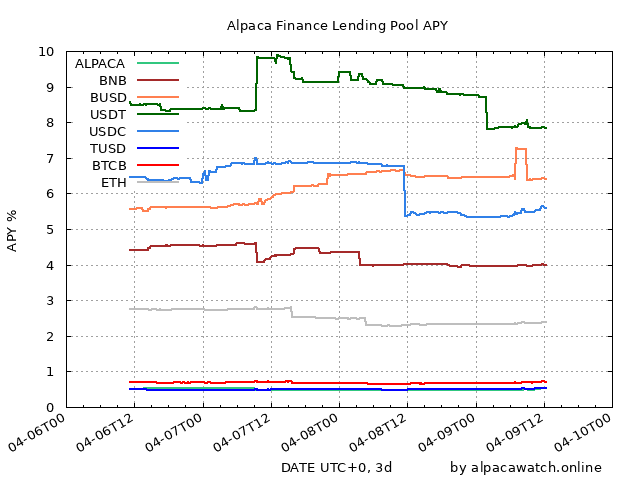 Alpaca Finance Lending Pool APY
10
9
8
7
6
5
4
3
2
1
0
APY %
ALPACA
BNB
BUSD
USDT
USDC
TUSD
BTCB
ETH
04-06T00
04-06T12
04-07T00
04-07T12
04-08T00
04-08T12
04-09T00
04-09T12
04-10T00
DATE UTC+0, 3d
by alpacawatch.online